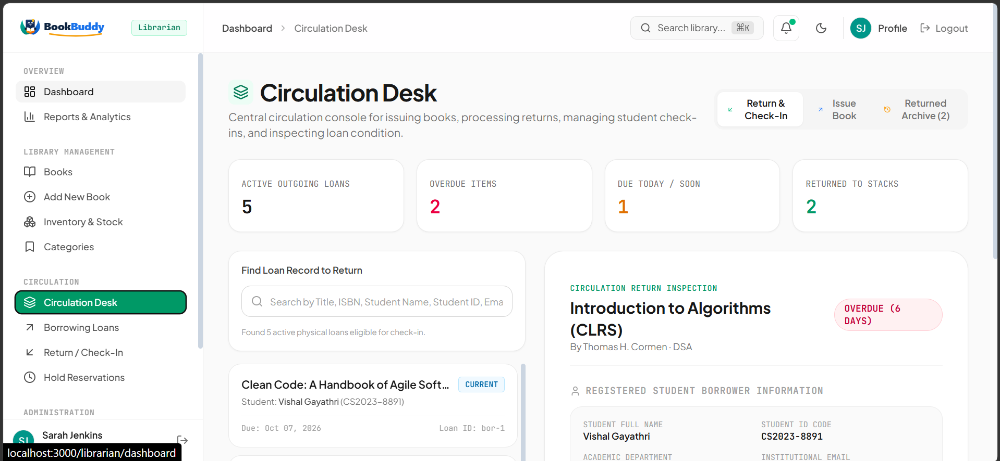 BookBuddy
Librarian
Dashboard > Circulation Desk
Search library... ⌘K
SJ
Profile
Logout
OVERVIEW
Dashboard
Reports & Analytics
LIBRARY MANAGEMENT
Books
Add New Book
Inventory & Stock
Categories
CIRCULATION
Circulation Desk
Borrowing Loans
Return / Check-In
Hold Reservations
ADMINISTRATION
SJ
Sarah Jenkins
localhost:3000/librarian/dashboard
Circulation Desk
Central circulation console for issuing books, processing returns, managing student check-
ins, and inspecting loan condition.
Return &
Check-In
Issue
Book
Returned
Archive (2)
ACTIVE OUTGOING LOANS
5
OVERDUE ITEMS
2
DUE TODAY / SOON
1
RETURNED TO STACKS
2
Find Loan Record to Return
Search by Title, ISBN, Student Name, Student ID, Ema
Found 5 active physical loans eligible for check-in.
Clean Code: A Handbook of Agile Soft...
CURRENT
Student: Vishal Gayathri (CS2023-8891)
Due: Oct 07, 2026
Loan ID: bor-1
CIRCULATION RETURN INSPECTION
Introduction to Algorithms
(CLRS)
By Thomas H. Cormen · DSA
OVERDUE (6
DAYS)
REGISTERED STUDENT BORROWER INFORMATION
STUDENT FULL NAME
Vishal Gayathri
STUDENT ID CODE
CS2023-8891
ACADEMIC DEPARTMENT
INSTITUTIONAL EMAIL